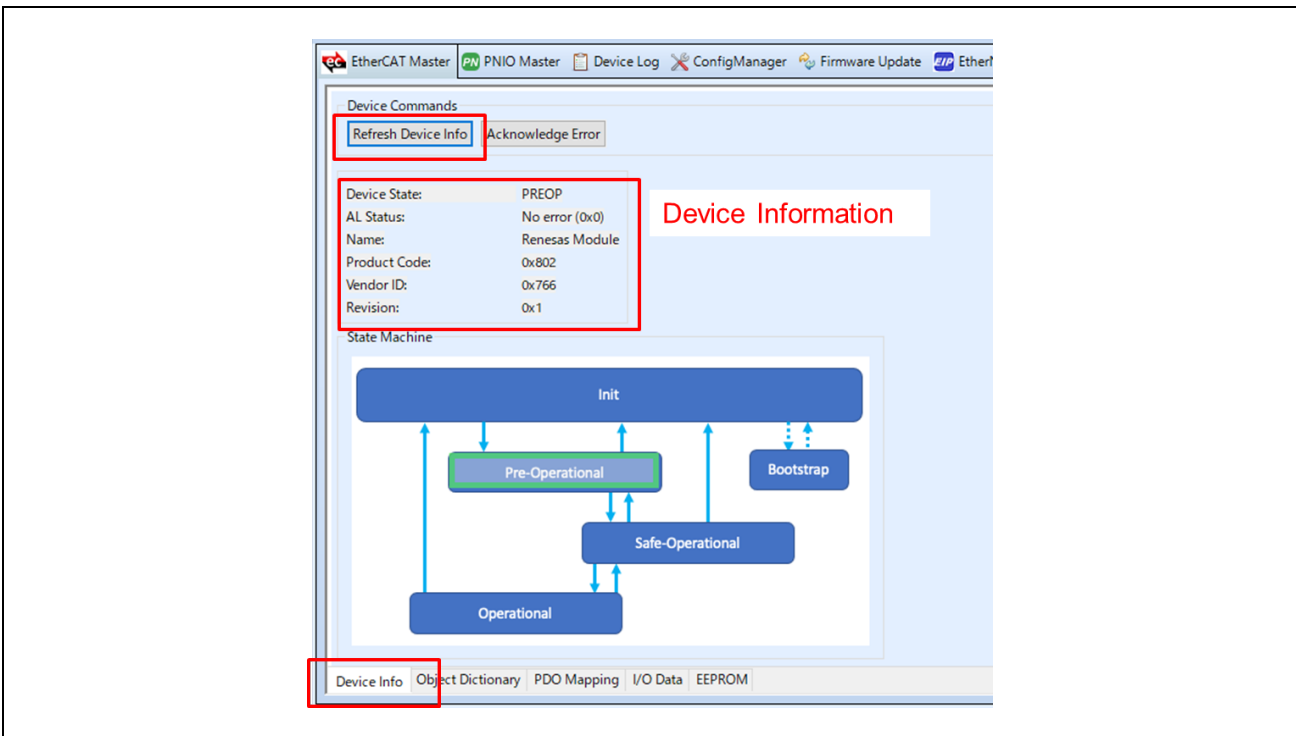 EtherCAT Master PNIO Master Device Log ConfigManager Firmware Update EIP
Device Commands
Refresh Device Info Acknowledge Error
Device State: PREOP
AL Status: No error (0x0)
Name: Renesas Module
Product Code: 0x802
Vendor ID: 0x766
Revision: 0x1
Device Information
State Machine
Init
Pre-Operational
Bootstrap
Safe-Operational
Operational
Device Info Object Dictionary PDO Mapping I/O Data EEPROM